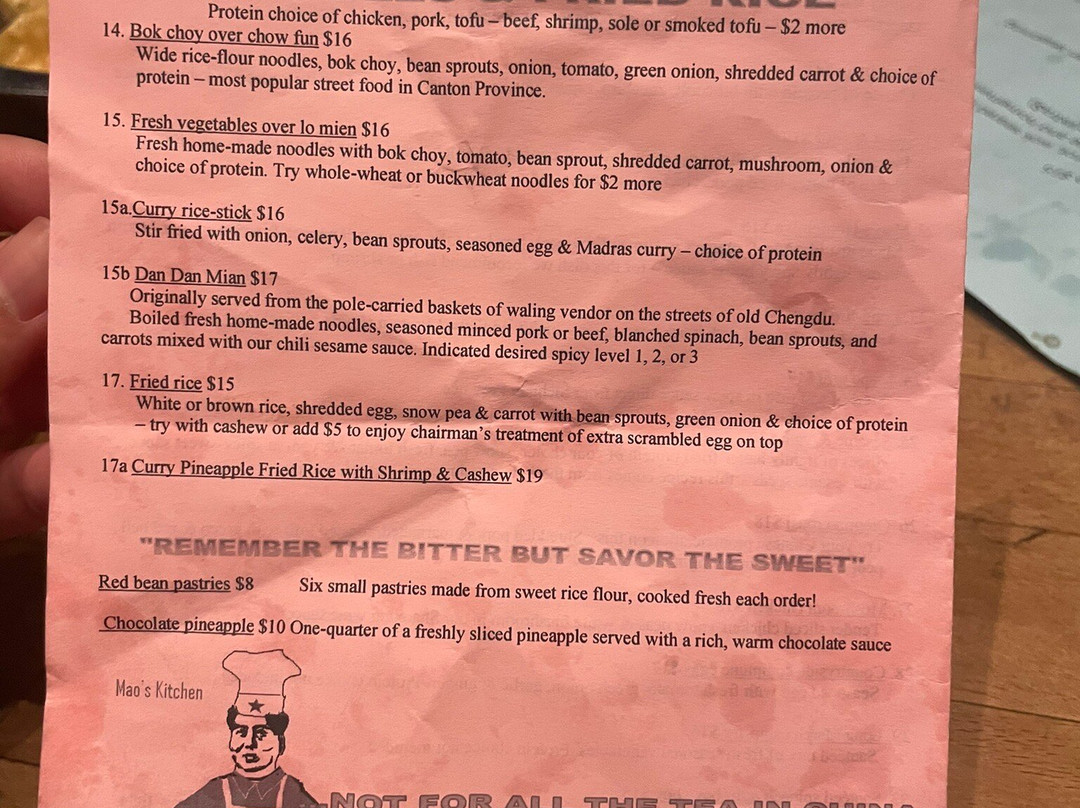 & FRIED RICE
Protein choice of chicken, pork, tofu – beef, shrimp, sole or smoked tofu – $2 more
14. Bok choy over chow fun $16
Wide rice-flour noodles, bok choy, bean sprouts, onion, tomato, green onion, shredded carrot & choice of
protein – most popular street food in Canton Province.
15. Fresh vegetables over lo mien $16
Fresh home-made noodles with bok choy, tomato, bean sprout, shredded carrot, mushroom, onion &
choice of protein. Try whole-wheat or buckwheat noodles for $2 more
15a.Curry rice-stick $16
Stir fried with onion, celery, bean sprouts, seasoned egg & Madras curry – choice of protein
15b Dan Dan Mian $17
Originally served from the pole-carried baskets of waling vendor on the streets of old Chengdu.
Boiled fresh home-made noodles, seasoned minced pork or beef, blanched spinach, bean sprouts, and
carrots mixed with our chili sesame sauce. Indicated desired spicy level 1, 2, or 3
17. Fried rice $15
White or brown rice, shredded egg, snow pea & carrot with bean sprouts, green onion & choice of protein
– try with cashew or add $5 to enjoy chairman's treatment of extra scrambled egg on top
17a Curry Pineapple Fried Rice with Shrimp & Cashew $19
"REMEMBER THE BITTER BUT SAVOR THE SWEET"
Red bean pastries $8 Six small pastries made from sweet rice flour, cooked fresh each order!
Chocolate pineapple $10 One-quarter of a freshly sliced pineapple served with a rich, warm chocolate sauce
Mao's Kitchen
...NOT FOR ALL THE TEA IN CHINA